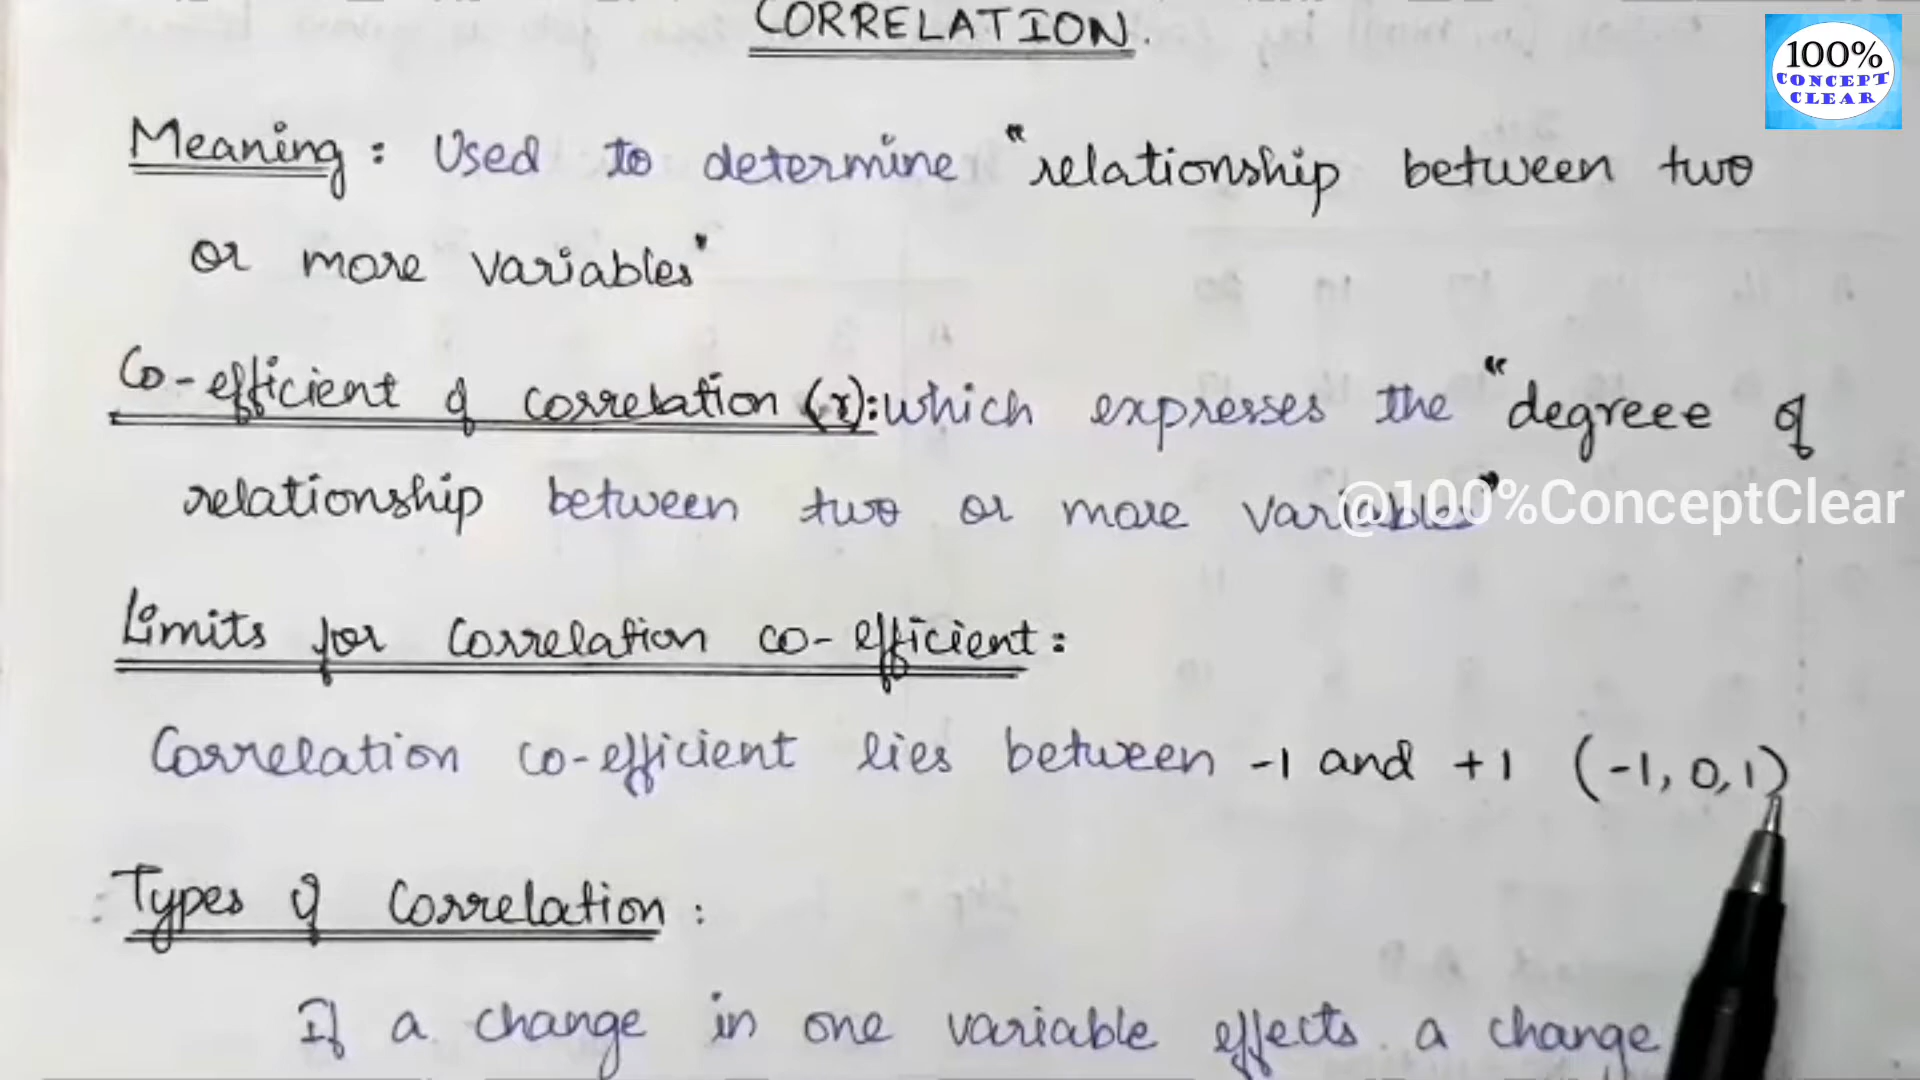 CORRELATION.
100%
CONCEPT
CLEAR
Meaning: Used to determine "relationship between two
or more variables"
Co-efficient of correlation (r): which expresses the "degreee of
relationship between two or more variables"
@100%ConceptClear
Limits for correlation co-efficient:
Correlation co-efficient lies between -1 and +1 (-1, 0, 1)
Types of Correlation:
If a change in one variable effects a change